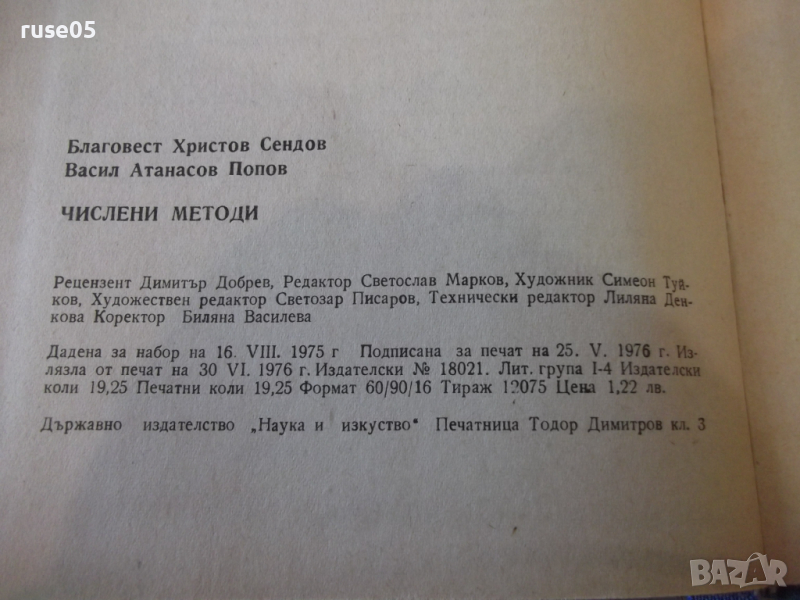 ruse05
Благовест Христов Сендов
Васил Атанасов Попов
ЧИСЛЕНИ МЕТОДИ
Рецензент Димитър Добрев, Редактор Светослав Марков, Художник Симеон Туй-
ков, Художествен редактор Светозар Писаров, Технически редактор Лиляна Ден-
кова Коректор Биляна Василева
Дадена за набор на 16. VIII. 1975 г Подписана за печат на 25. V. 1976 г. Из-
лязла от печат на 30 VI. 1976 г. Издателски № 18021. Лит. група I-4 Издателски
коли 19,25 Печатни коли 19,25 Формат 60/90/16 Тираж 12075 Цена 1,22 лв.
Държавно издателство „Наука и изкуство" Печатница Тодор Димитров кл. 3
BAZAR